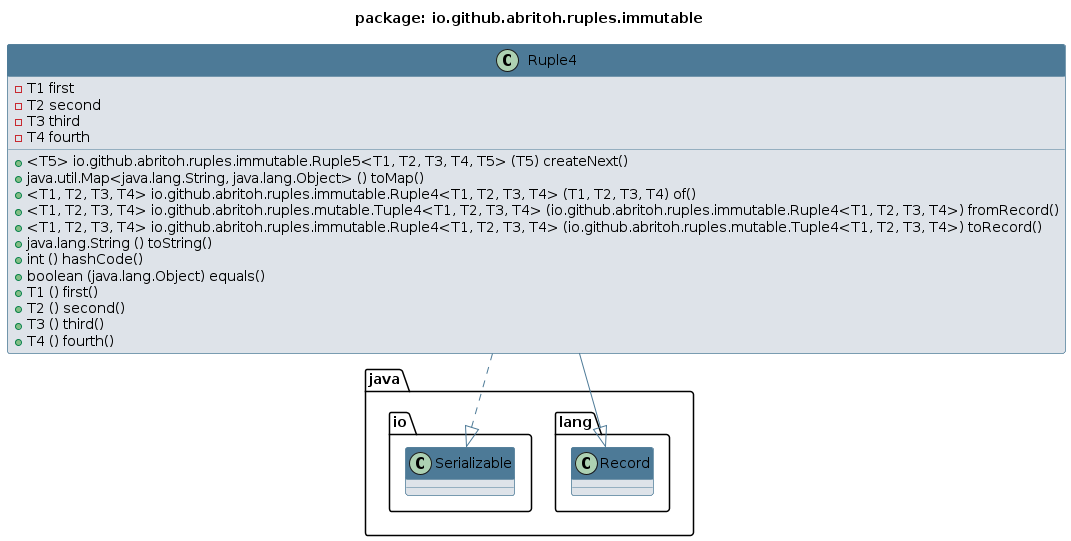 package: io.github.abritoh.ruples.immutable
C Ruple4
T1 first
T2 second
T3 third
T4 fourth
<T5> io.github.abritoh.ruples.immutable.Ruple5<T1, T2, T3, T4, T5> (T5) createNext()
java.util.Map<java.lang.String, java.lang.Object> () toMap()
<T1, T2, T3, T4> io.github.abritoh.ruples.immutable.Ruple4<T1, T2, T3, T4> (T1, T2, T3, T4) of()
<T1, T2, T3, T4> io.github.abritoh.ruples.mutable.Tuple4<T1, T2, T3, T4> (io.github.abritoh.ruples.immutable.Ruple4<T1, T2, T3, T4>) fromRecord()
<T1, T2, T3, T4> io.github.abritoh.ruples.immutable.Ruple4<T1, T2, T3, T4> (io.github.abritoh.ruples.mutable.Tuple4<T1, T2, T3, T4>) toRecord()
java.lang.String () toString()
int () hashCode()
boolean (java.lang.Object) equals()
T1 () first()
T2 () second()
T3 () third()
T4 () fourth()
java
io
lang
C Serializable
C Record